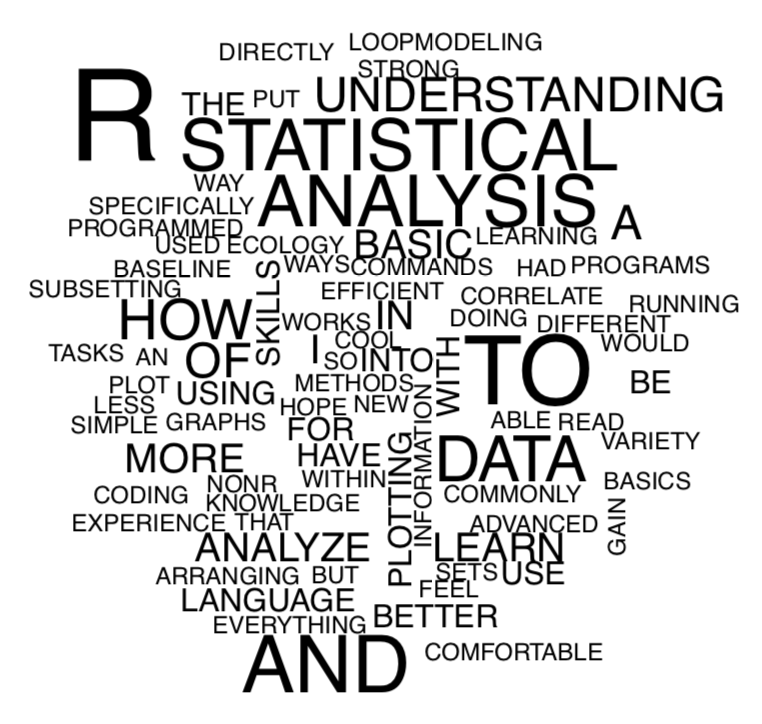 DIRECTLY LOOPMODELING
STRONG
R THE PUT UNDERSTANDING
STATISTICAL
WAY ANALYSIS A
SPECIFICALLY
PROGRAMMED
USED ECOLOGY BASIC LEARNING
BASELINE SKILLS WAYS COMMANDS HAD PROGRAMS
SUBSETTING EFFICIENT CORRELATE RUNNING
HOW WORKS IN DOING DIFFERENT
COOL WOULD
TASKS AN OF I SO INTO WITH TO BE
PLOT USING METHODS
LESS HOPE NEW
SIMPLE GRAPHS FOR INFORMATION ABLE READ
MORE HAVE PLOTTING DATA VARIETY
NONR WITHIN BASICS
CODING KNOWLEDGE COMMONLY
EXPERIENCE THAT ADVANCED GAIN
ANALYZE LEARN
ARRANGING BUT SETS USE
FEEL
LANGUAGE
EVERYTHING BETTER
AND COMFORTABLE